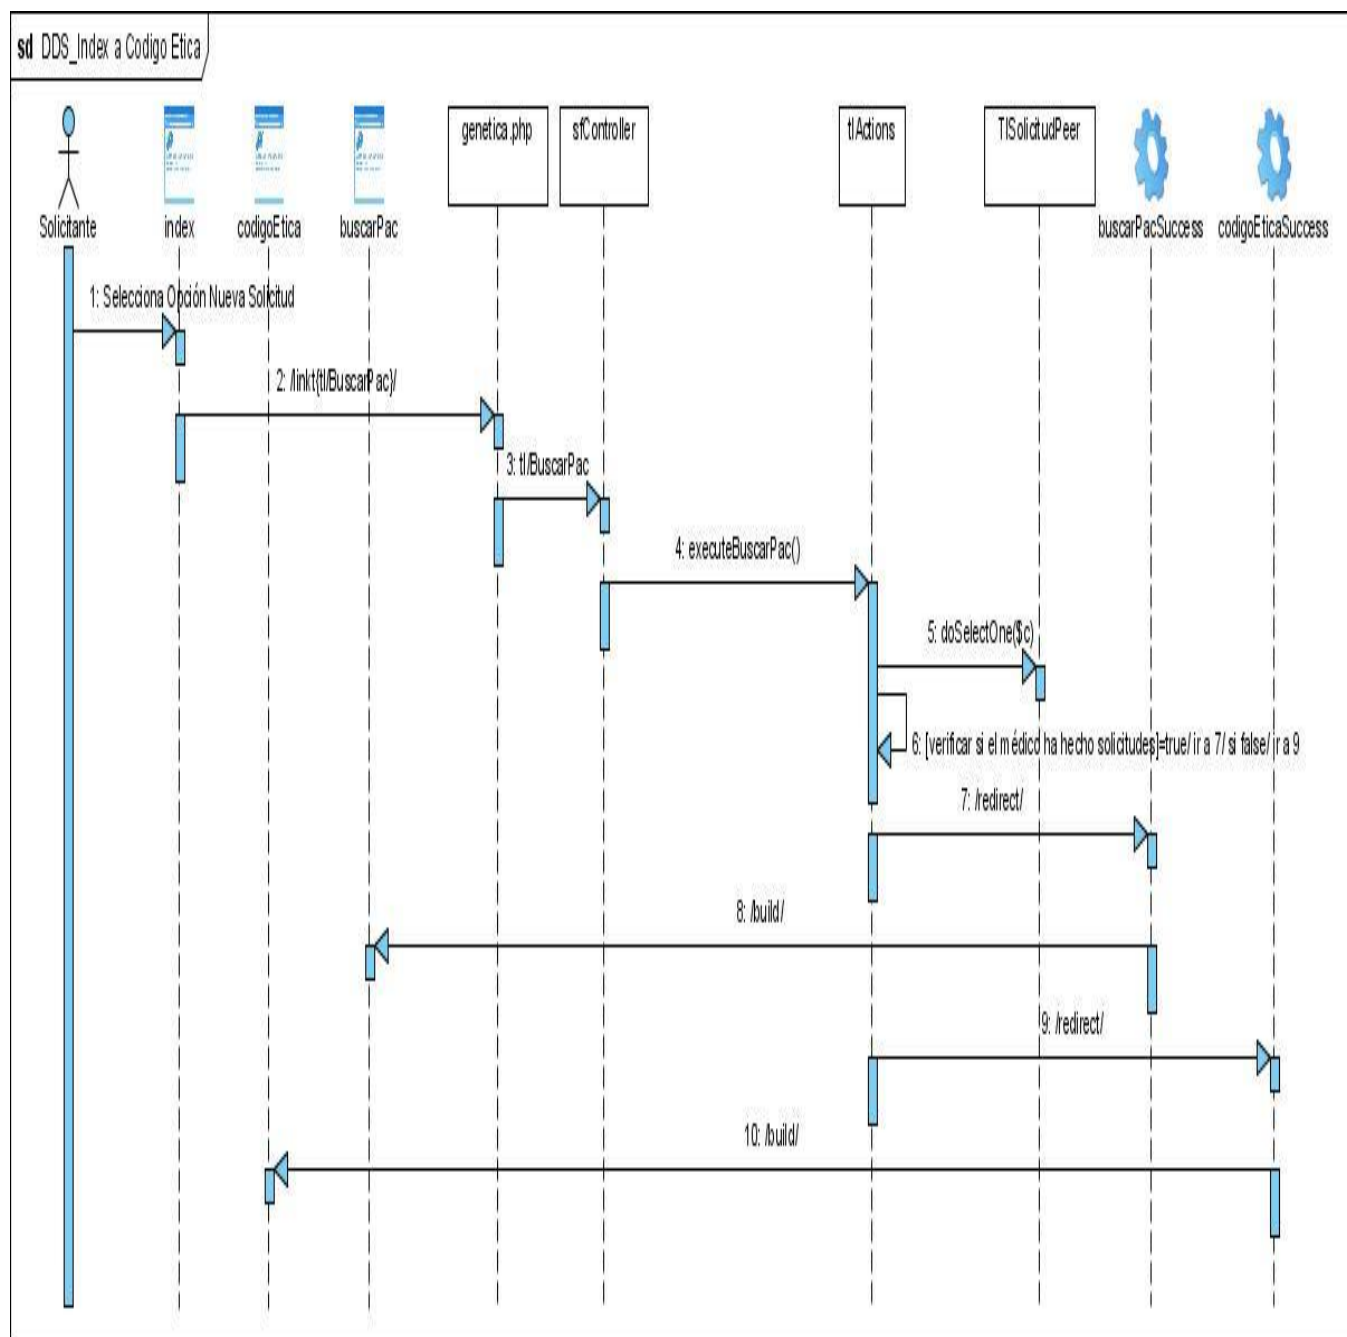 sd DDS_Index a Codigo Etica
Solicitante
index
codigoEtica
buscarPac
genetica.php
sfController
tlActions
TlSolicitudPeer
buscarPacSuccess
codigoEticaSuccess
1: Selecciona Opción Nueva Solicitud
2: /linkt{tl/BuscarPac}/
3: tl/BuscarPac
4: executeBuscarPac()
5: doSelectOne($c)
6: [verificar si el médico ha hecho solicitudes]=true/ ir a 7/ si false/ ir a 9
7: /redirect/
8: /build/
9: /redirect/
10: /build/